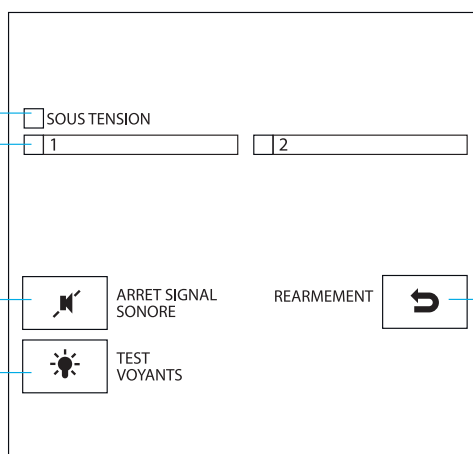 SOUS TENSION
1
2
ARRET SIGNAL
SONORE
REARMEMENT
TEST
VOYANTS